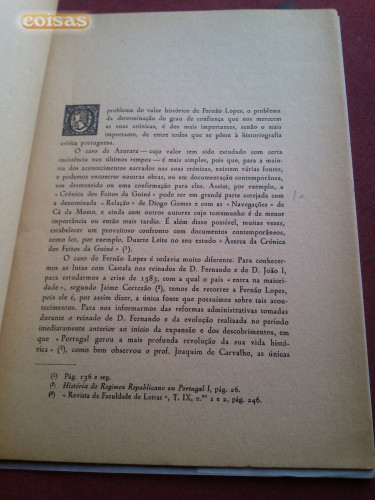 coisas
O problema do valor histórico de Fernão Lopez, o problema
da determinação do grau de confiança que nos merecem
as suas crónicas, é dos mais importantes, senão o mais
importante, de entre todos que se põem à historiografia
crítica portuguesa.
O caso de Azurara — cujo valor tem sido estudado com certa
insistência nos últimos tempos — é mais simples, pois que, para a maio-
ria dos acontecimentos narrados nas suas crónicas, existem várias fontes,
e podemos encontrar noutras obras, ou em documentação contemporânea,
um desmentido ou uma confirmação para eles. Assim, por exemplo, a
« Crónica dos Feitos da Guiné » pode ser em grande parte cotejada com
a denominada « Relação » de Diogo Gomes e com as « Navegações » de
Cà da Mosto, e ainda com outros autores cujo testemunho é de menor
importância ou então mais tardio. É além disso possível, muitas vezes,
estabelecer um proveitoso confronto com documentos contemporâneos,
como fez, por exemplo, Duarte Leite no seu estudo « Àcerca da Crónica
dos Feitos da Guiné » (¹).
O caso de Fernão Lopes é todavia muito diferente. Para conhecer-
mos as lutas com Castela nos reinados de D. Fernando e de D. João I,
para estudarmos a crise de 1383, com a qual o país « entra na maiori-
dade », segundo Jaime Cortezão (²), temos de recorrer a Fernão Lopes,
pois ele é, por assim dizer, a única fonte que possuímos sobre tais acon-
tecimentos. Para nos informarmos das reformas administrativas tomadas
durante o reinado de D. Fernando e da evolução realizada no período
imediatamente anterior ao início da expansão e dos descobrimentos, em
que « Portugal gerou a mais profunda revolução da sua vida histó-
rica » (³), como bem observou o prof. Joaquim de Carvalho, as únicas
(¹) Pág. 136 e seg.
(²) História do Regimen Republicano em Portugal I, pág. 26.
(³) « Revista da Faculdade de Letras », T. IX, n.ºˢ 1 e 2, pág. 246.